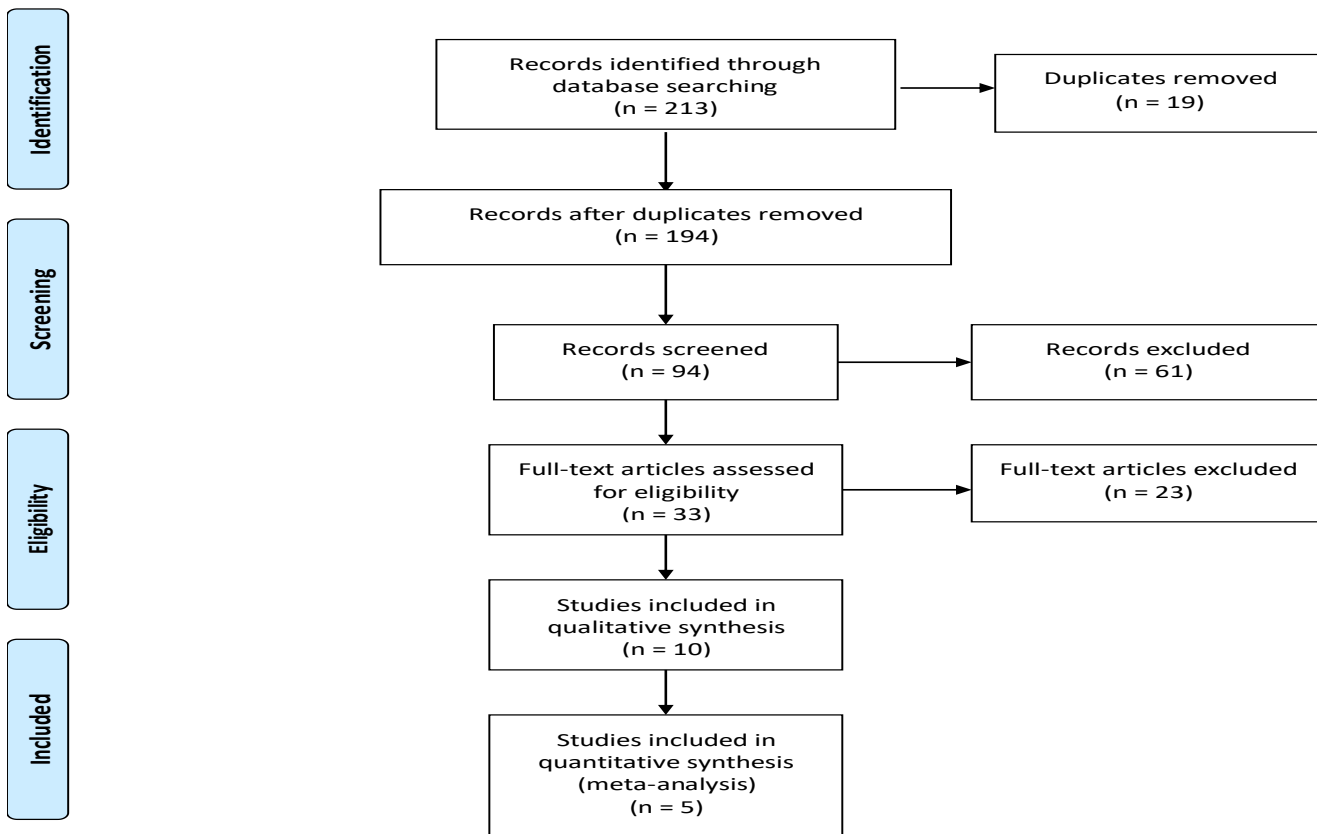 Identification
Records identified through
database searching
(n = 213)
Duplicates removed
(n = 19)
Records after duplicates removed
(n = 194)
Screening
Records screened
(n = 94)
Records excluded
(n = 61)
Eligibility
Full-text articles assessed
for eligibility
(n = 33)
Full-text articles excluded
(n = 23)
Studies included in
qualitative synthesis
(n = 10)
Included
Studies included in
quantitative synthesis
(meta-analysis)
(n = 5)